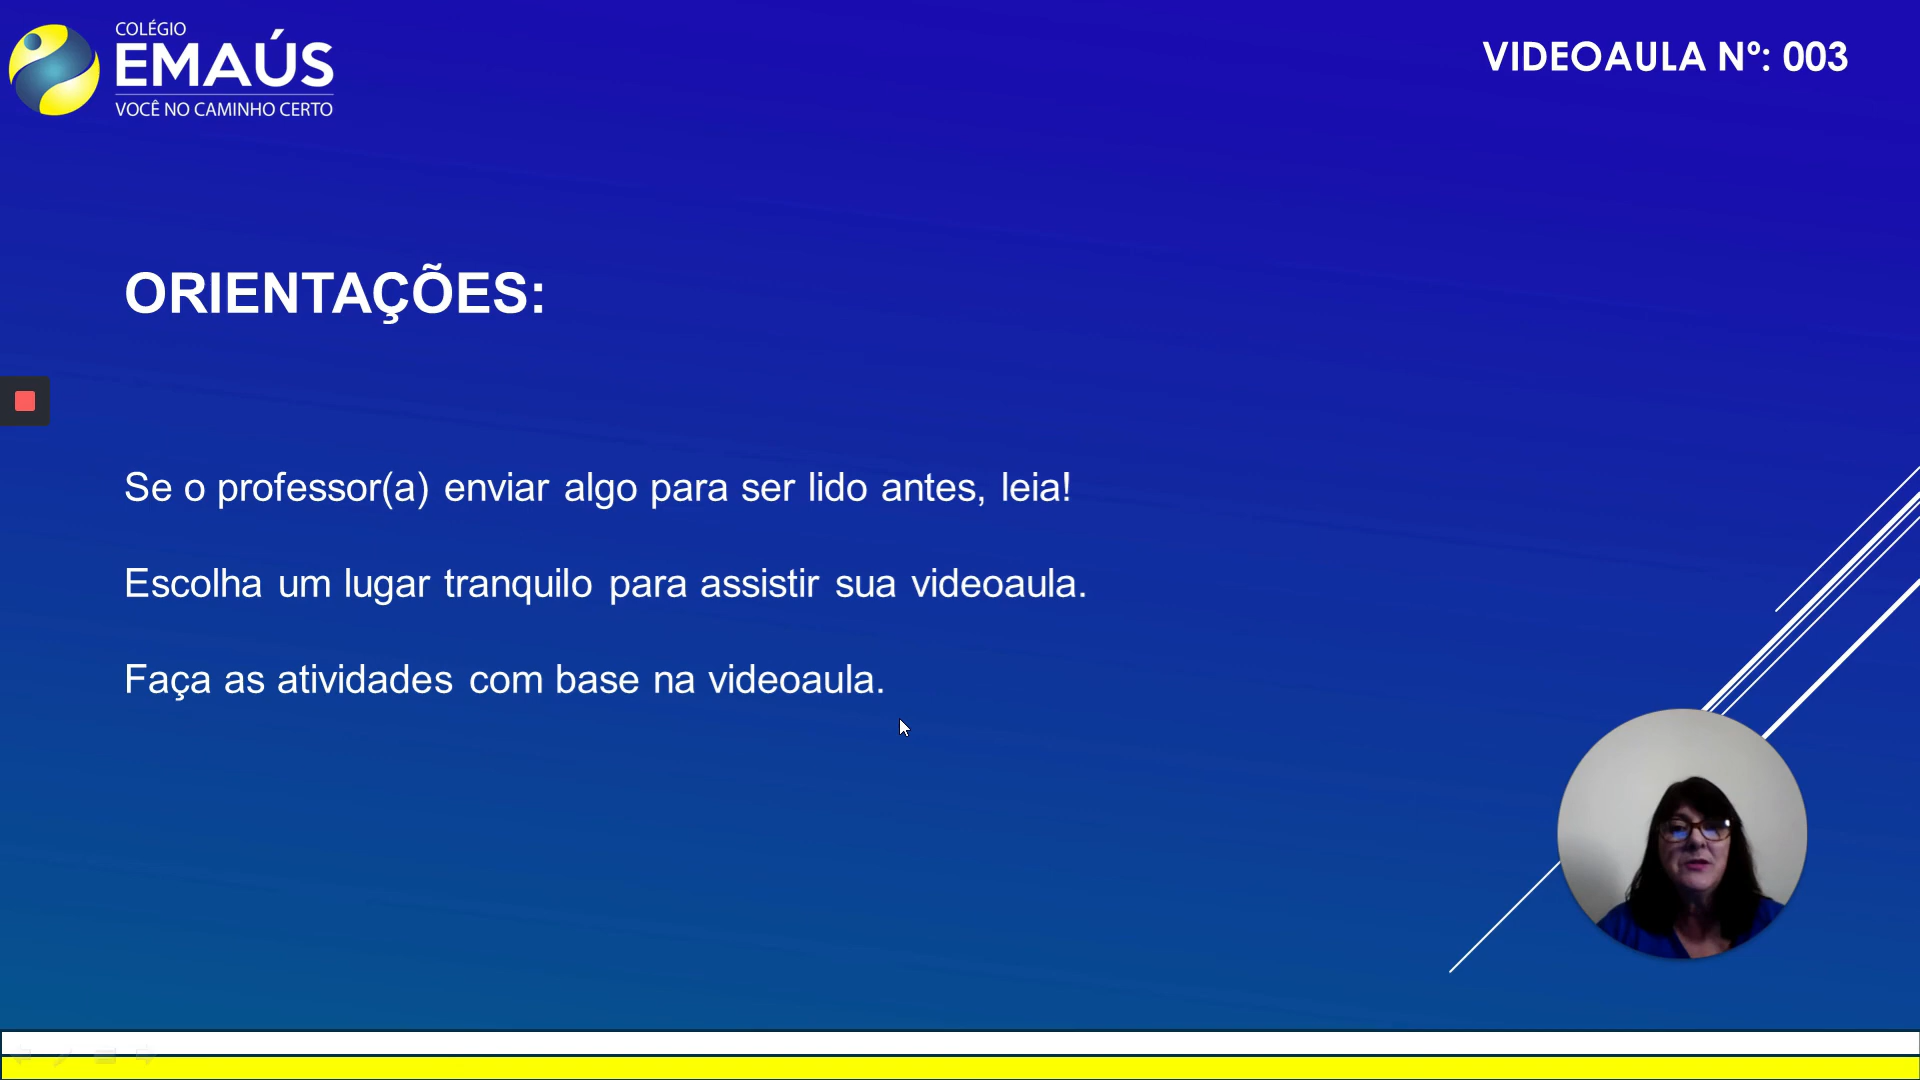 COLÉGIO
EMAÚS
VOCÊ NO CAMINHO CERTO
VIDEOAULA Nº: 003
ORIENTAÇÕES:
Se o professor(a) enviar algo para ser lido antes, leia!
Escolha um lugar tranquilo para assistir sua videoaula.
Faça as atividades com base na videoaula.